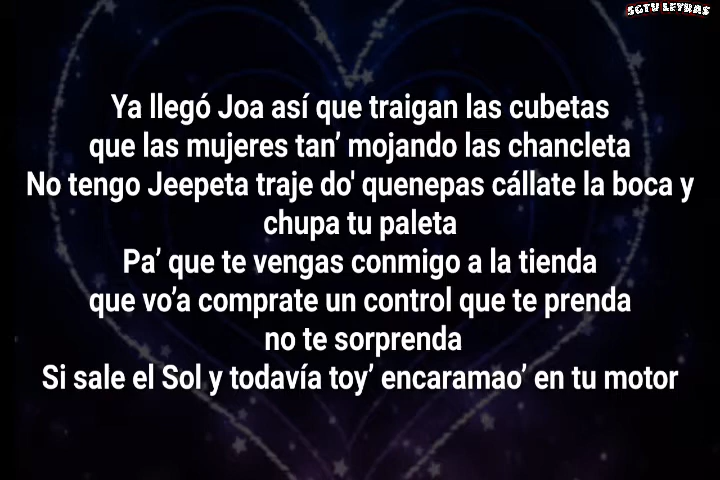 SGTV LEYRAS
Ya llegó Joa así que traigan las cubetas
que las mujeres tan’ mojando las chancleta
No tengo Jeepeta traje do' quenepas cállate la boca y
chupa tu paleta
Pa’ que te vengas conmigo a la tienda
que vo’a comprate un control que te prenda
no te sorprenda
Si sale el Sol y todavía toy’ encaramao’ en tu motor